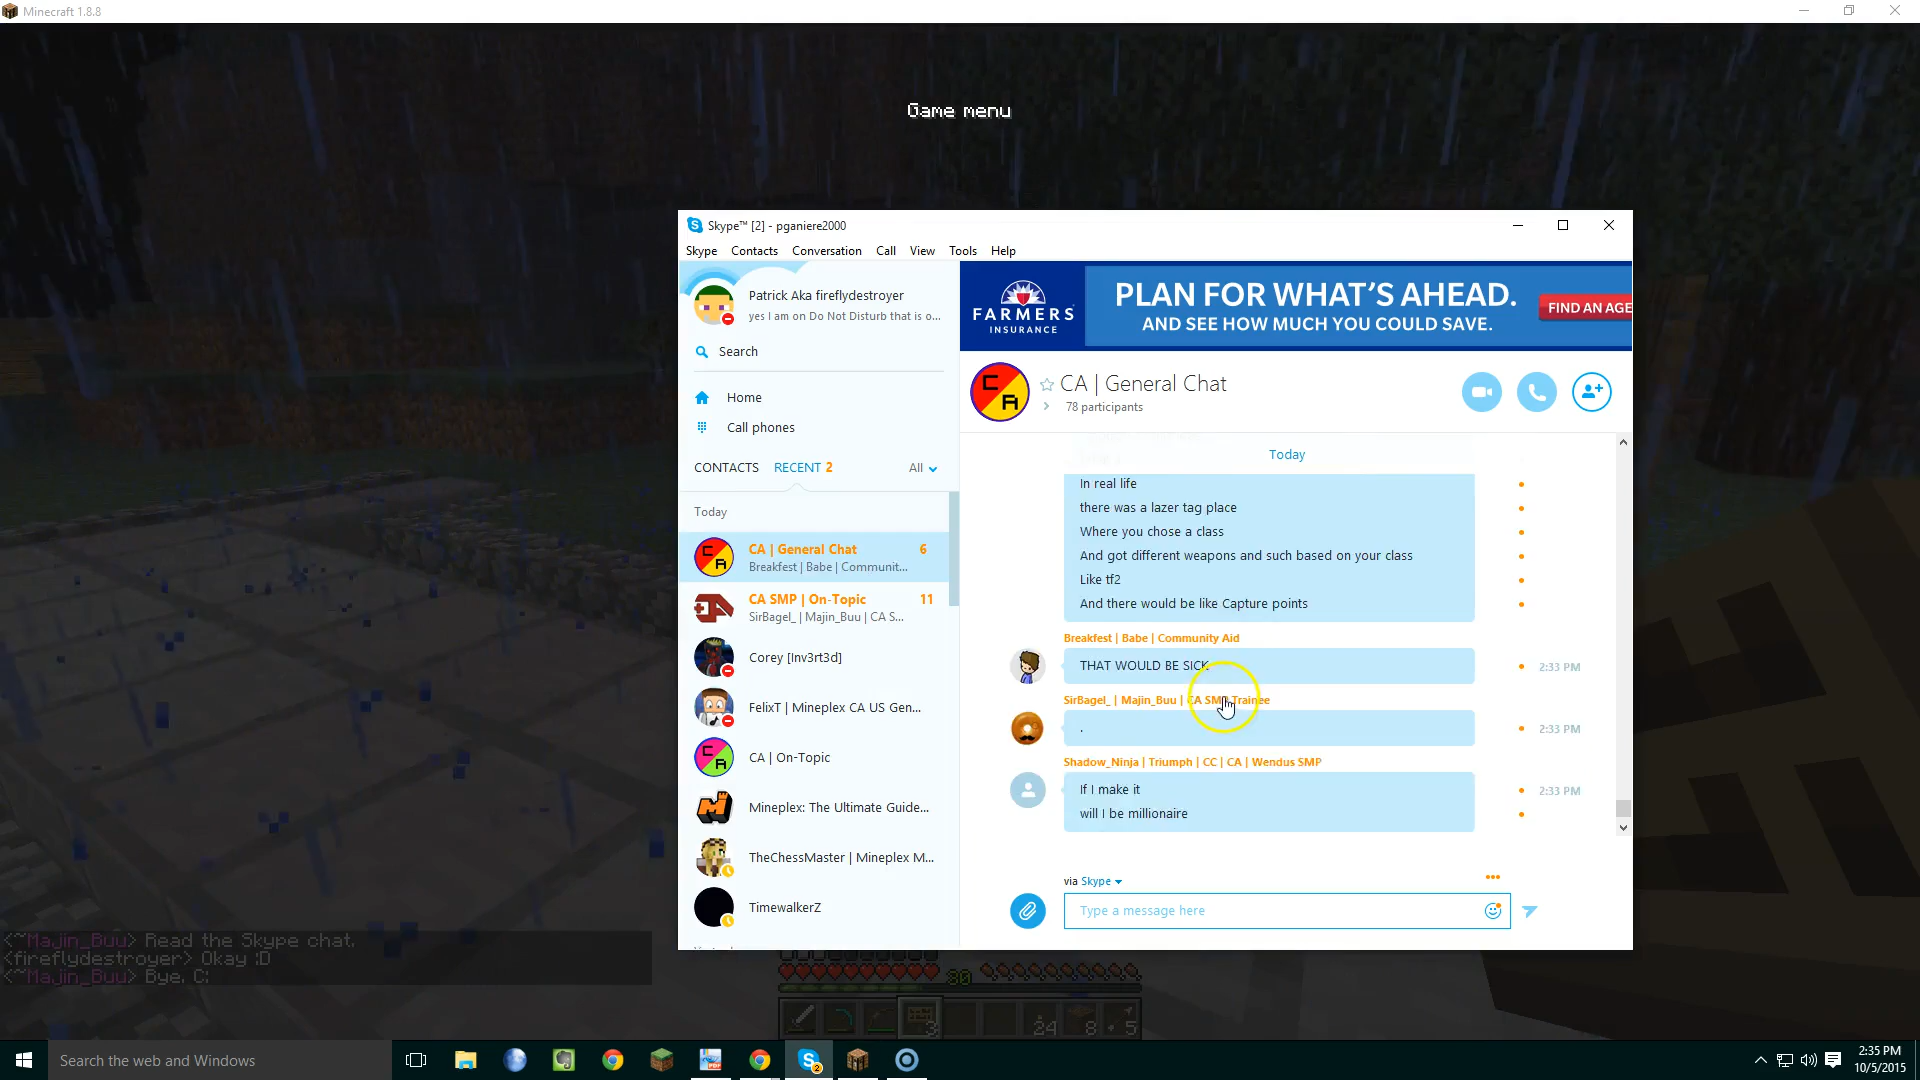 Minecraft 1.8.8
Game menu
Skype™ [2] - pganiere2000
Skype Contacts Conversation Call View Tools Help
Patrick Aka fireflydestroyer
yes I am on Do Not Disturb that is o...
Search
Home
Call phones
CONTACTS RECENT 2 All
Today
CA | General Chat 6
Breakfest | Babe | Communit...
CA SMP | On-Topic 11
SirBagel_ | Majin_Buu | CA S...
Corey [Inv3rt3d]
FelixT | Mineplex CA US Gen...
CA | On-Topic
Mineplex: The Ultimate Guide...
TheChessMaster | Mineplex M...
TimewalkerZ
FARMERS
INSURANCE
PLAN FOR WHAT'S AHEAD.
AND SEE HOW MUCH YOU COULD SAVE.
FIND AN AGE
CA
CA | General Chat
78 participants
Today
In real life
there was a lazer tag place
Where you chose a class
And got different weapons and such based on your class
Like tf2
And there would be like Capture points
Breakfest | Babe | Community Aid
THAT WOULD BE SICK 2:33 PM
SirBagel_ | Majin_Buu | CA SMP Trainee
. 2:33 PM
Shadow_Ninja | Triumph | CC | CA | Wendus SMP
If I make it 2:33 PM
will I be millionaire
via Skype
Type a message here
<~Majin_Buu> Read the Skype chat.
<fireflydestroyer> Okay :D
<~Majin_Buu> Bye. C:
30
3 24 8 5
Search the web and Windows
2:35 PM
10/5/2015